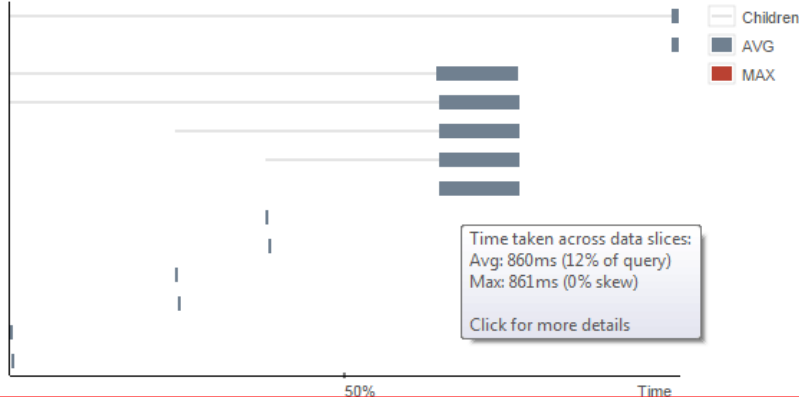 Children
AVG
MAX
Time taken across data slices:
Avg: 860ms (12% of query)
Max: 861ms (0% skew)
Click for more details
50%
Time